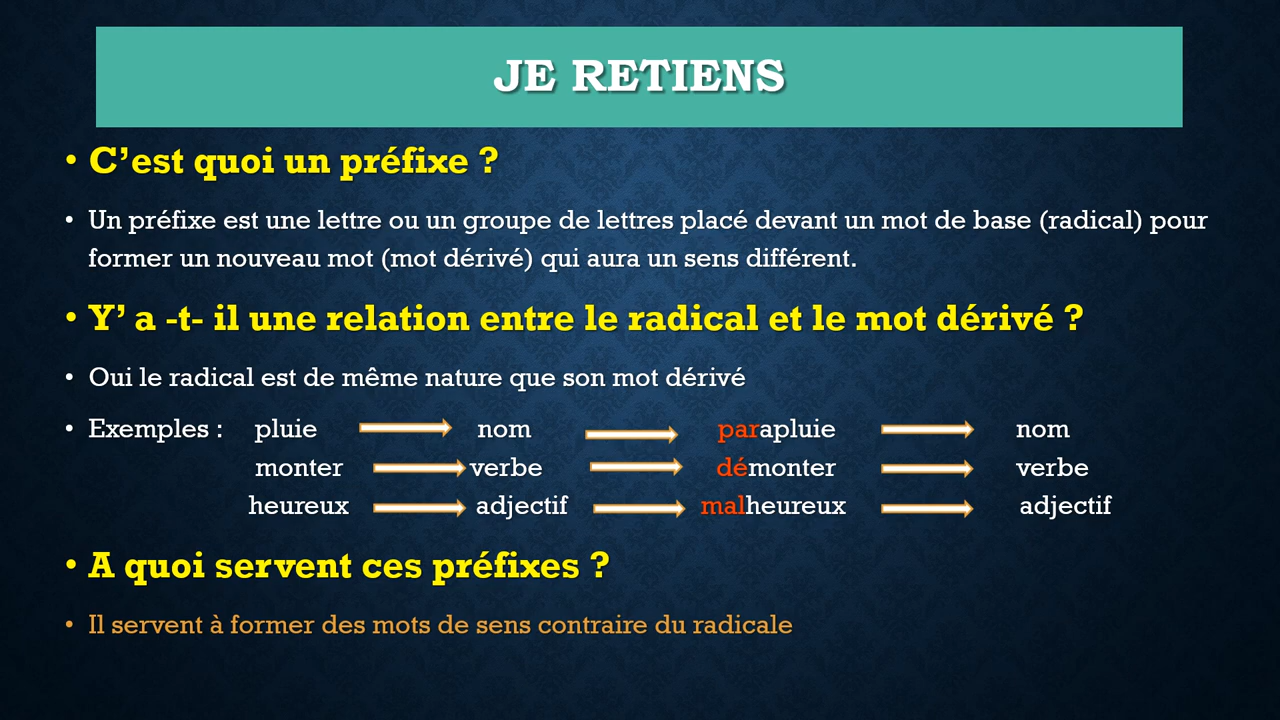 JE RETIENS
• C’est quoi un préfixe ?
• Un préfixe est une lettre ou un groupe de lettres placé devant un mot de base (radical) pour
former un nouveau mot (mot dérivé) qui aura un sens différent.
• Y’ a -t- il une relation entre le radical et le mot dérivé ?
• Oui le radical est de même nature que son mot dérivé
• Exemples : pluie nom parapluie nom
monter verbe démonter verbe
heureux adjectif malheureux adjectif
• A quoi servent ces préfixes ?
• Il servent à former des mots de sens contraire du radicale